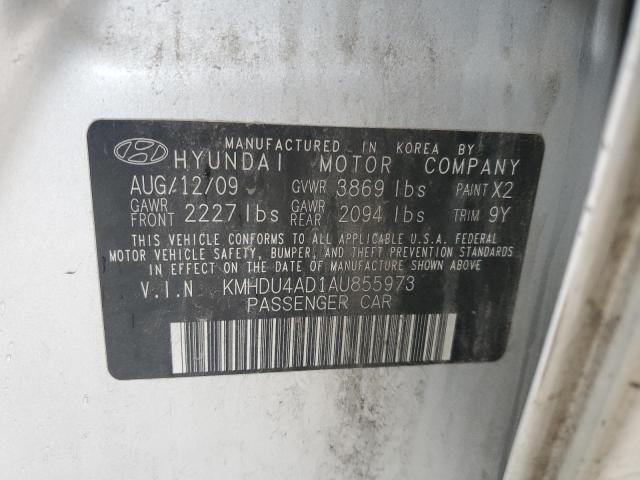 MANUFACTURED IN KOREA BY
HYUNDAI MOTOR COMPANY
AUG/12/09 GVWR 3869 lbs PAINT X2
GAWR FRONT 2227 lbs GAWR REAR 2094 lbs TRIM 9Y
THIS VEHICLE CONFORMS TO ALL APPLICABLE U.S.A. FEDERAL
MOTOR VEHICLE SAFETY, BUMPER, AND THEFT PREVENTION STANDARDS
IN EFFECT ON THE DATE OF MANUFACTURE SHOWN ABOVE.
V.I.N KMHDU4AD1AU855973
PASSENGER CAR